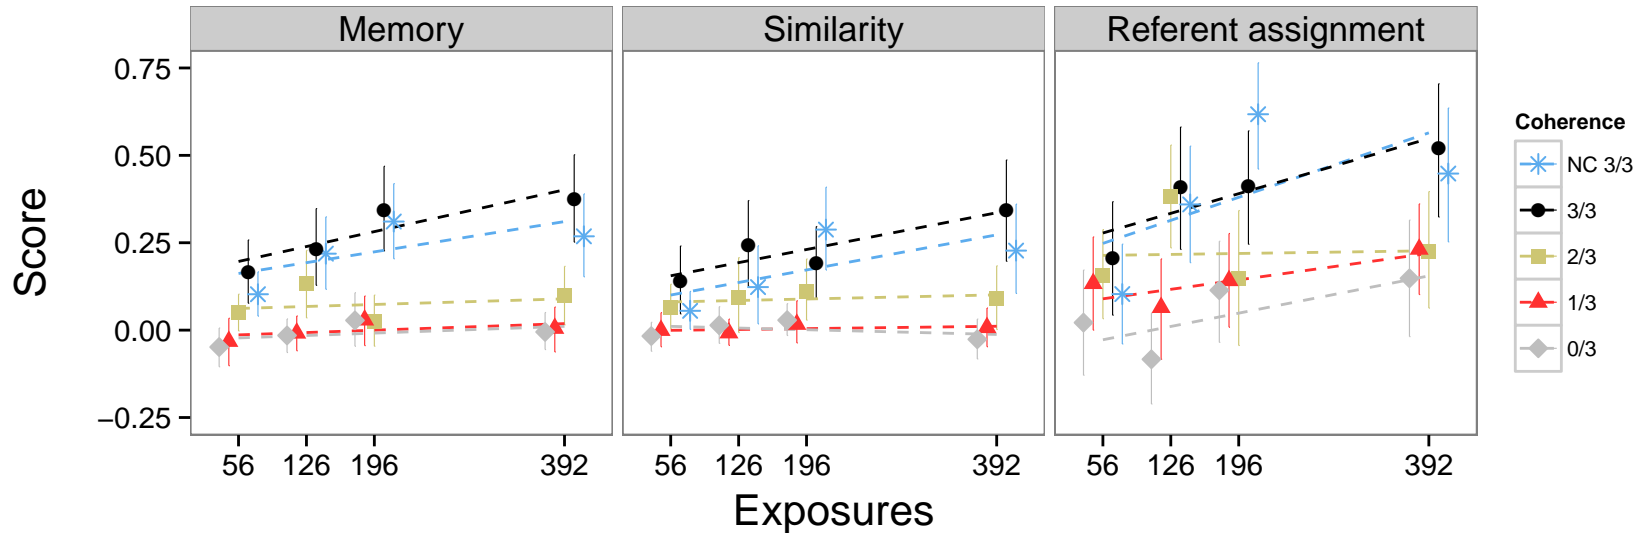 Memory Similarity Referent assignment
Score
0.75
0.50
0.25
0.00
−0.25
56 126 196 392 56 126 196 392 56 126 196 392
Exposures
Coherence
NC 3/3
3/3
2/3
1/3
0/3